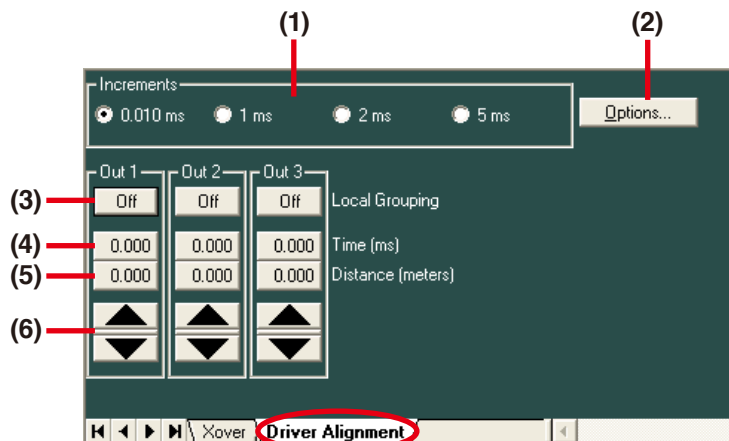 (1) (2)
Increments
0.010 ms 1 ms 2 ms 5 ms Options...
Out 1 Out 2 Out 3
(3) Off Off Off Local Grouping
(4) 0.000 0.000 0.000 Time (ms)
(5) 0.000 0.000 0.000 Distance (meters)
(6)
Xover Driver Alignment